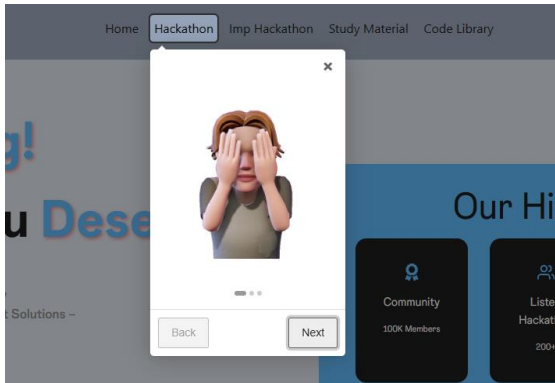 Home Hackathon Imp Hackathon Study Material Code Library
g!
u Dese
Our Hi
t Solutions –
Community
100K Members
Liste
Hackat
200+
Back Next